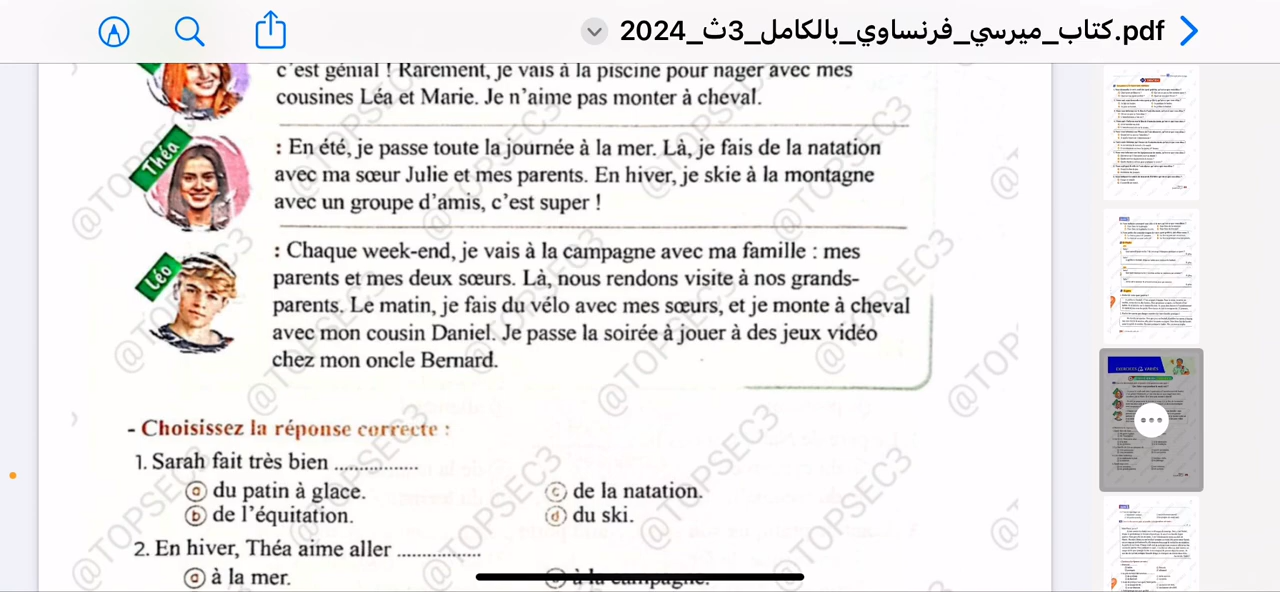 كتاب_ميرسي_فرنساوي_بالكامل_3ث_2024.pdf
c'est génial ! Rarement, je vais à la piscine pour nager avec mes
cousines Léa et Je n'aime pas monter à cheval.
Théa
: En été, je passe toute la journée à la mer. Là, je fais de la natation
avec ma sœur Julie et mes parents. En hiver, je skie à la montagne
avec un groupe d'amis, c'est super !
Léo
: Chaque week-end, je vais à la campagne avec ma famille : mes
parents et mes deux sœurs. Là, nous rendons visite à nos grands-
parents. Le matin, je fais du vélo avec mes sœurs, et je monte à cheval
avec mon cousin Daniel. Je passe la soirée à jouer à des jeux vidéo
chez mon oncle Bernard.
- Choisissez la réponse correcte :
1. Sarah fait très bien ................
a du patin à glace.
c de la natation.
b de l'équitation.
d du ski.
2. En hiver, Théa aime aller ................
a à la mer.
c à la campagne.
@TOPSEC3